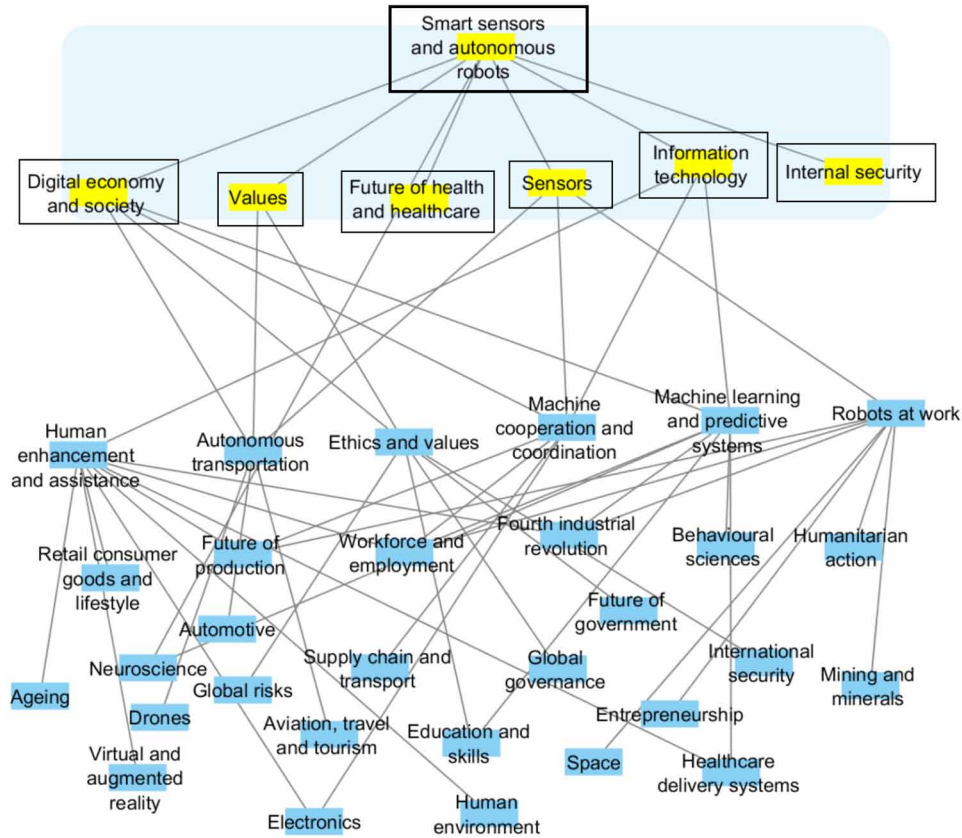 Smart sensors
and autonomous
robots
Digital economy
and society
Values
Future of health
and healthcare
Sensors
Information
technology
Internal security
Human
enhancement
and assistance
Autonomous
transportation
Ethics and values
Machine
cooperation and
coordination
Machine learning
and predictive
systems
Robots at work
Retail consumer
goods and
lifestyle
Future of
production
Workforce and
employment
Fourth industrial
revolution
Behavioural
sciences
Humanitarian
action
Automotive
Future of
government
Neuroscience
Supply chain and
transport
Global
governance
International
security
Mining and
minerals
Ageing
Global risks
Drones
Entrepreneurship
Aviation, travel
and tourism
Education and
skills
Virtual and
augmented
reality
Space
Healthcare
delivery systems
Electronics
Human
environment